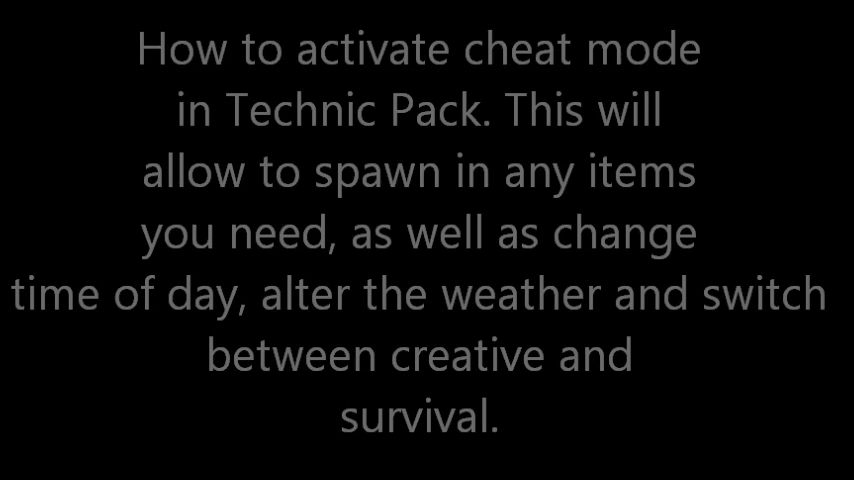 How to activate cheat mode
in Technic Pack. This will
allow to spawn in any items
you need, as well as change
time of day, alter the weather and switch
between creative and
survival.